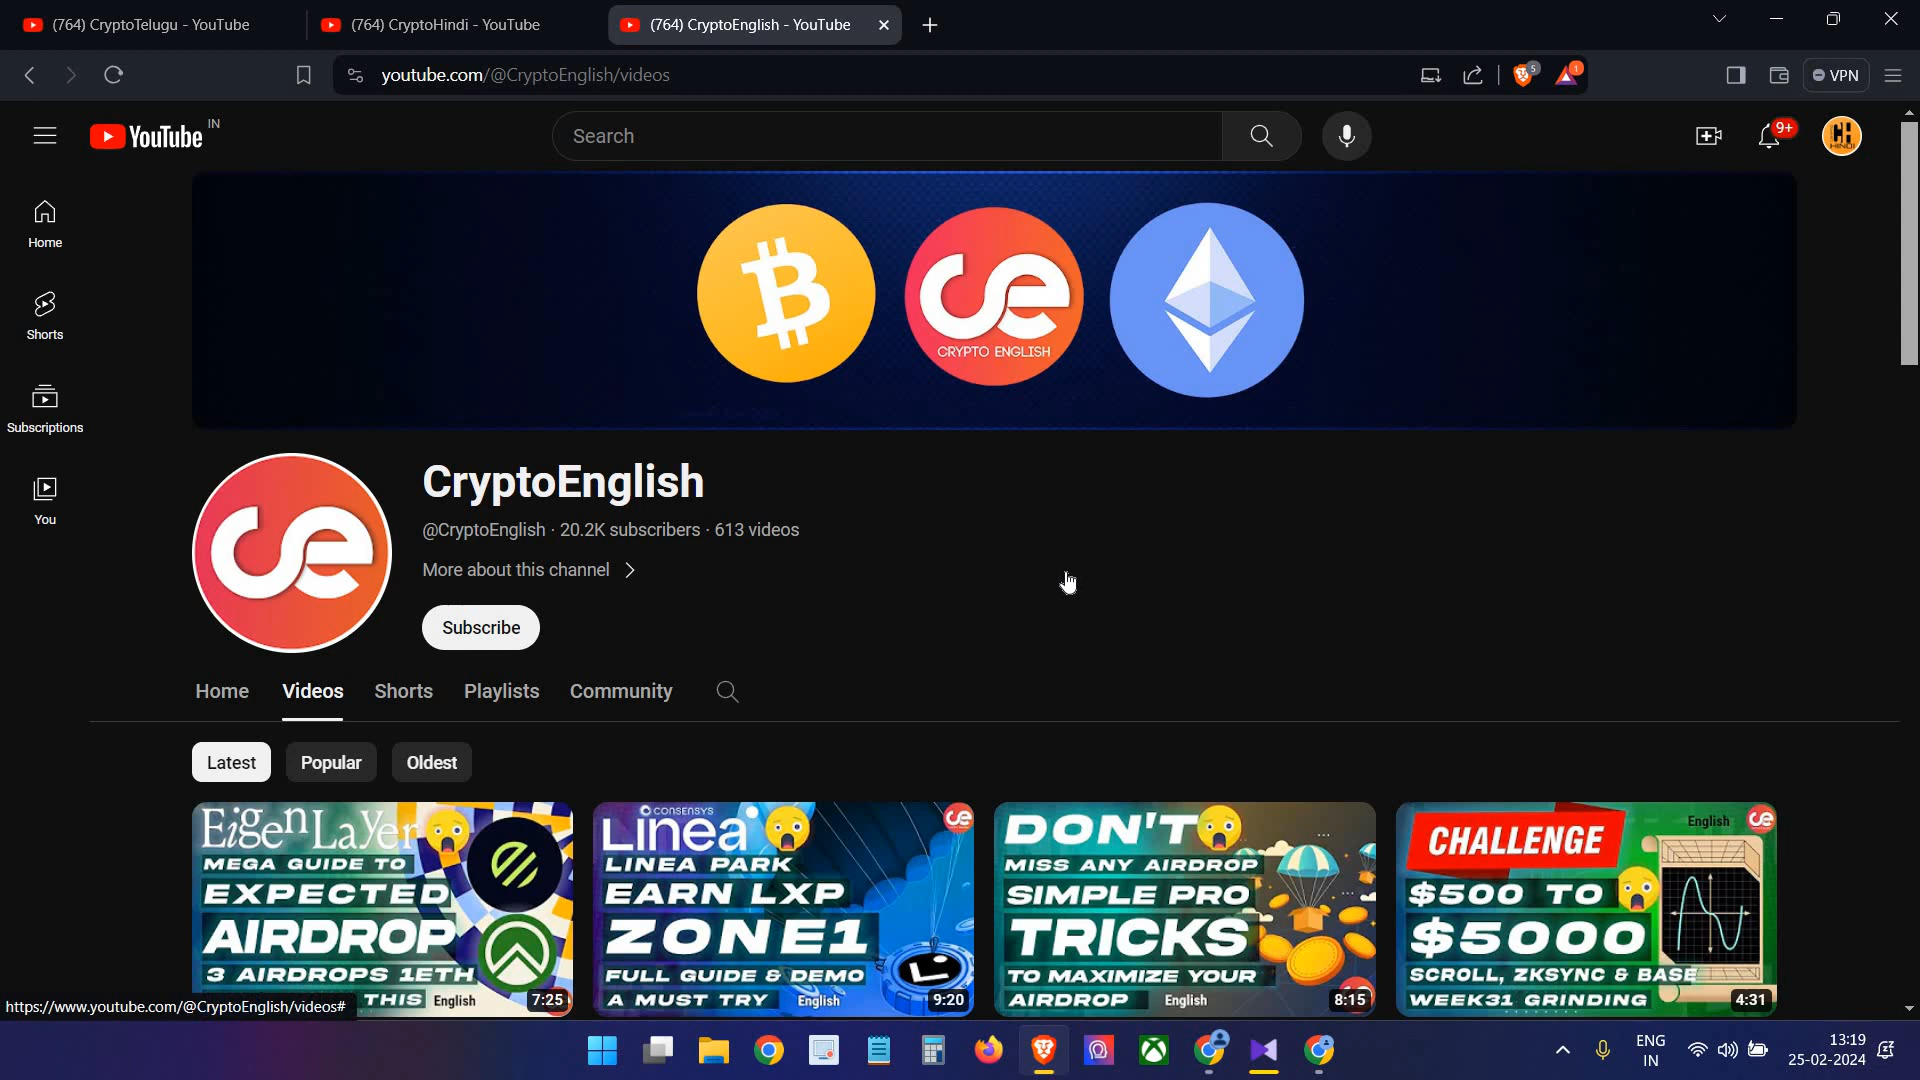 (764) CryptoTelugu - YouTube
(764) CryptoHindi - YouTube
(764) CryptoEnglish - YouTube
youtube.com/@CryptoEnglish/videos
5
1
VPN
YouTube IN
Search
9+
HINDI
Home
Shorts
Subscriptions
You
CRYPTO ENGLISH
CryptoEnglish
@CryptoEnglish · 20.2K subscribers · 613 videos
More about this channel
Subscribe
Home
Videos
Shorts
Playlists
Community
Latest
Popular
Oldest
EigenLayer
MEGA GUIDE TO
EXPECTED
AIRDROP
3 AIRDROPS 1ETH
THIS English
7:25
CONSENSYS
Linea
LINEA PARK
EARN LXP
ZONE1
FULL GUIDE & DEMO
A MUST TRY English
9:20
DON'T
MISS ANY AIRDROP
SIMPLE PRO
TRICKS
TO MAXIMIZE YOUR
AIRDROP English
8:15
English
CHALLENGE
$500 TO
$5000
SCROLL, ZKSYNC & BASE
WEEK31 GRINDING
4:31
https://www.youtube.com/@CryptoEnglish/videos#
ENG
IN
13:19
25-02-2024